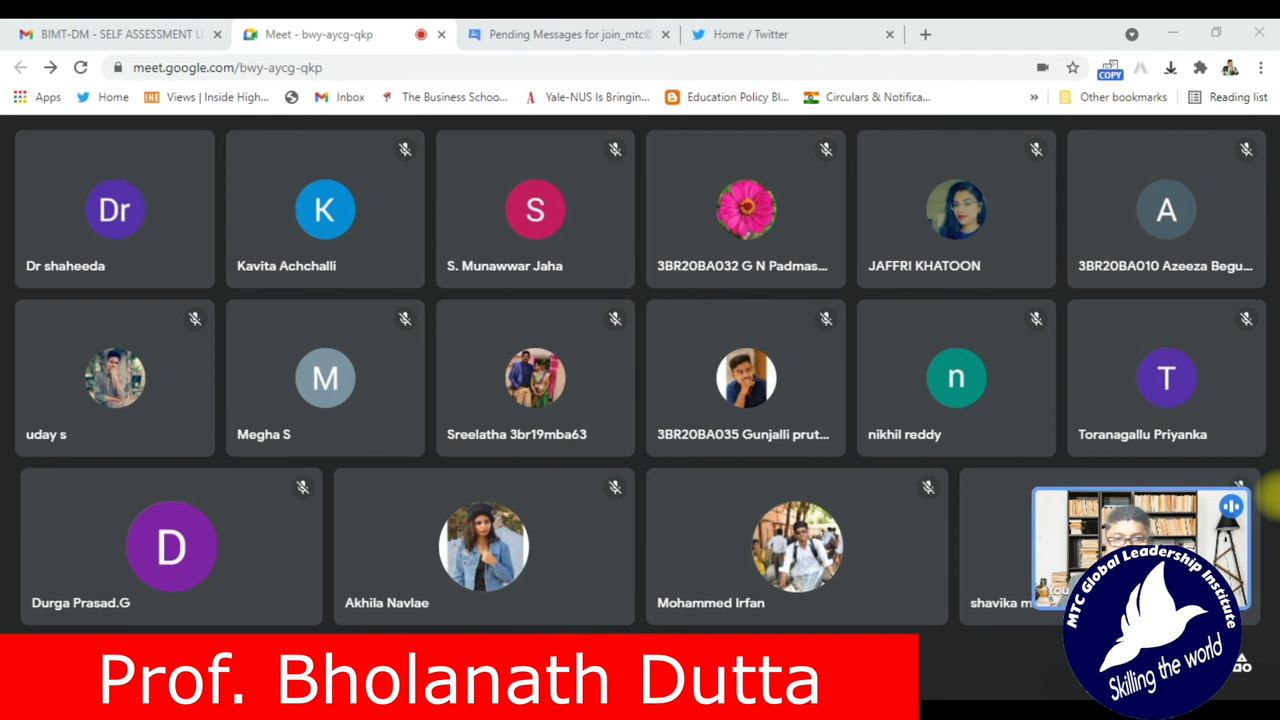 BIMT-DM - SELF ASSESSMENT L
Meet - bwy-aycg-qkp
Pending Messages for join_mtc@
Home / Twitter
meet.google.com/bwy-aycg-qkp
COPY
Apps
Home
Views | Inside High...
Inbox
The Business Schoo...
Yale-NUS Is Bringin...
Education Policy Bl...
Circulars & Notifica...
Other bookmarks
Reading list
Dr
K
S
A
Dr shaheeda
Kavita Achchalli
S. Munawwar Jaha
3BR20BA032 G N Padmas...
JAFFRI KHATOON
3BR20BA010 Azeeza Begu...
M
n
T
uday s
Megha S
Sreelatha 3br19mba63
3BR20BA035 Gunjalli prut...
nikhil reddy
Toranagallu Priyanka
D
Durga Prasad.G
Akhila Navlae
Mohammed Irfan
shavika m
You
MTC Global Leadership Institute
Skilling the world
Prof. Bholanath Dutta